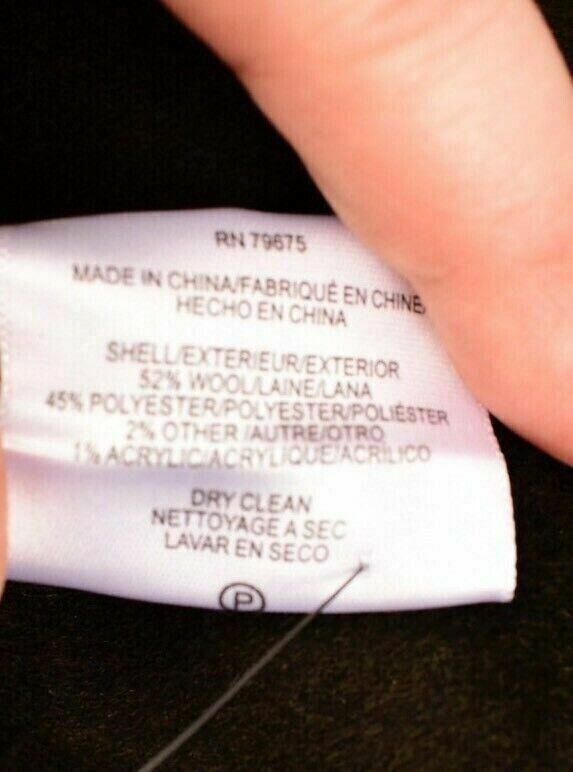 RN 79675
MADE IN CHINA/FABRIQUÉ EN CHINE
HECHO EN CHINA
SHELL/EXTERIEUR/EXTERIOR
52% WOOL/LAINE/LANA
45% POLYESTER/POLYESTER/POLIÉSTER
2% OTHER /AUTRE/OTRO
1% ACRYLIC/ACRYLIQUE/ACRILICO
DRY CLEAN
NETTOYAGE A SEC
LAVAR EN SECO
P